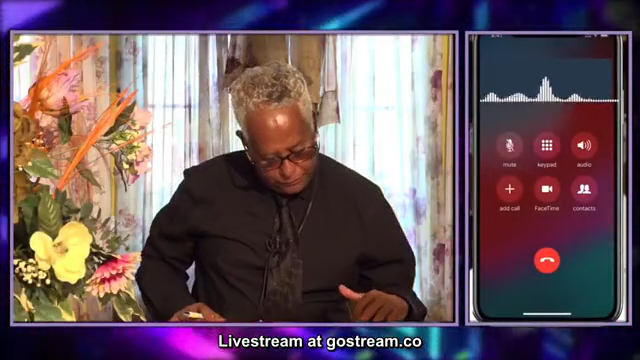 mute keypad audio
add call FaceTime contacts
Livestream at gostream.co